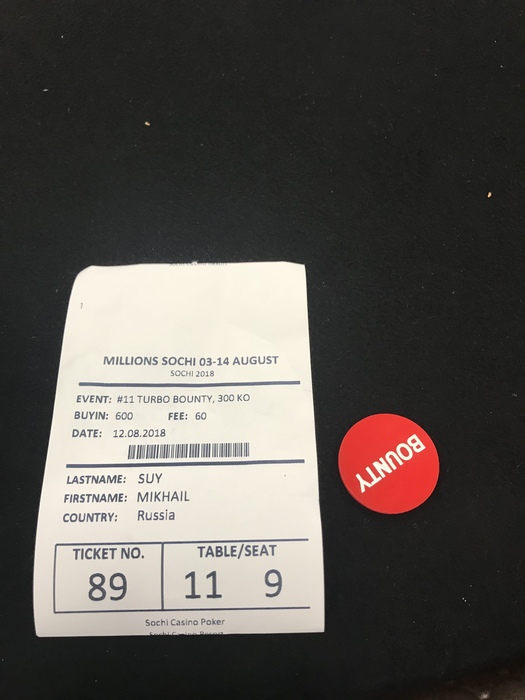 1
MILLIONS SOCHI 03-14 AUGUST
SOCHI 2018
EVENT: #11 TURBO BOUNTY, 300 KO
BUYIN: 600 FEE: 60
DATE: 12.08.2018
LASTNAME: SUY
FIRSTNAME: MIKHAIL
COUNTRY: Russia
TICKET NO. TABLE/SEAT
89 11 9
Sochi Casino Poker
BOUNTY